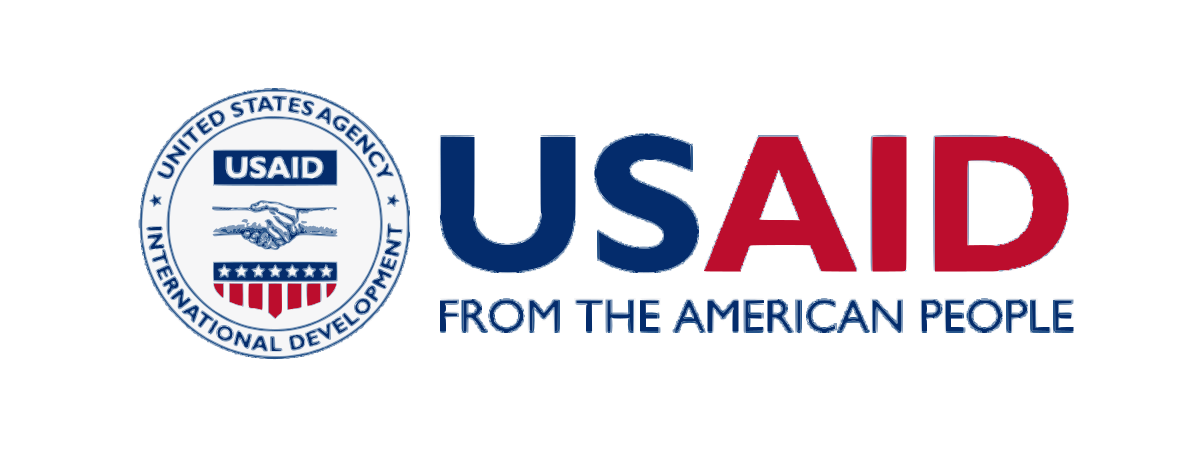 UNITED STATES AGENCY
INTERNATIONAL DEVELOPMENT
USAID
USAID
FROM THE AMERICAN PEOPLE